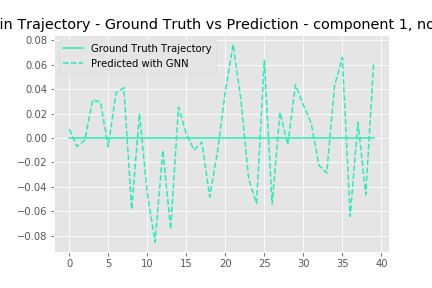 in Trajectory - Ground Truth vs Prediction - component 1, no
Ground Truth Trajectory
Predicted with GNN
0.08
0.06
0.04
0.02
0.00
−0.02
−0.04
−0.06
−0.08
0 5 10 15 20 25 30 35 40